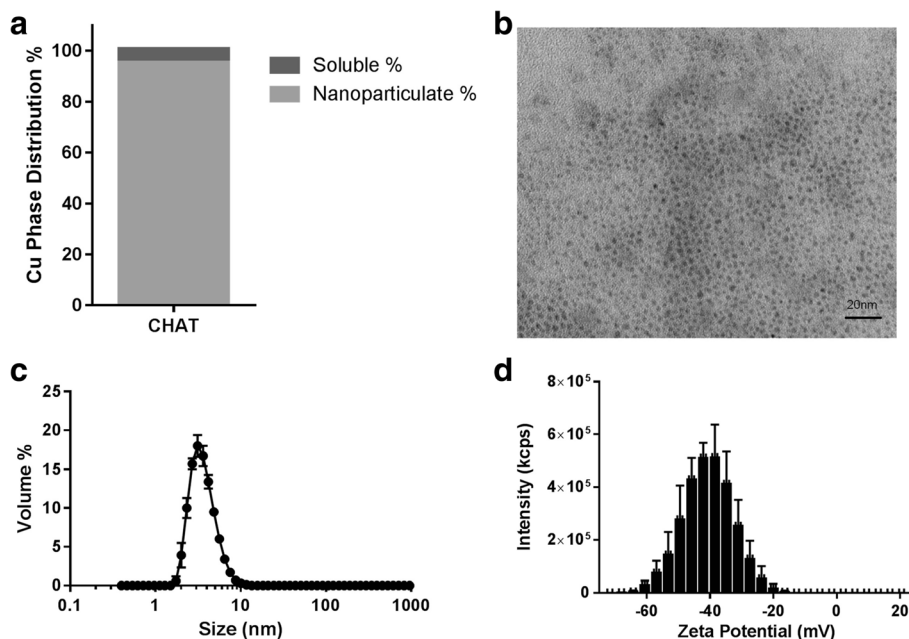 a
Cu Phase Distribution %
100
80
60
40
20
0
CHAT
Soluble %
Nanoparticulate %
b
20nm
c
Volume %
25
20
15
10
5
0
0.1 1 10 100 1000
Size (nm)
d
Intensity (kcps)
8×10⁵
6×10⁵
4×10⁵
2×10⁵
0
-60 -40 -20 0 20
Zeta Potential (mV)